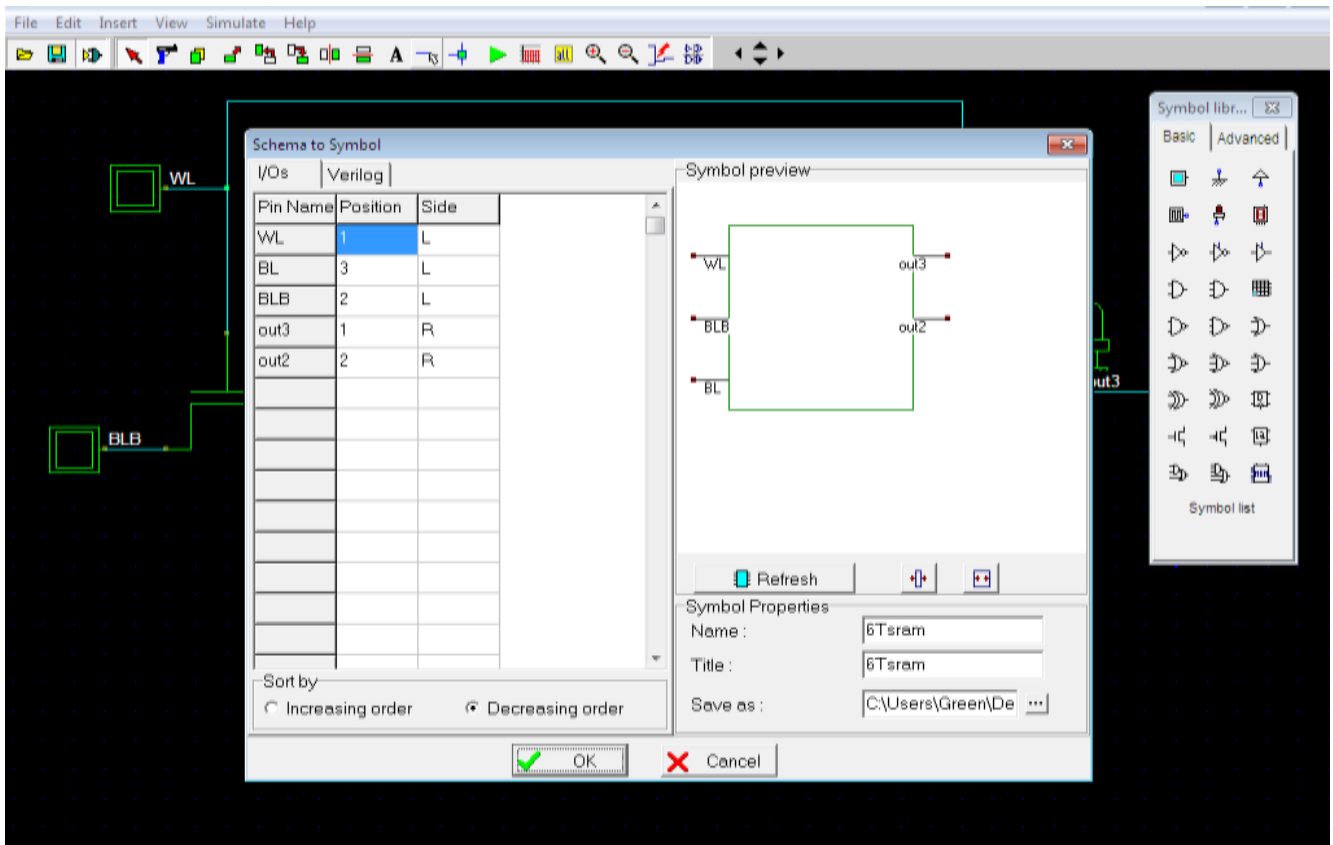 File Edit Insert View Simulate Help
A
Symbol libr...
Basic Advanced
Symbol list
WL
BLB
out3
Schema to Symbol
I/Os Verilog
Pin Name Position Side
WL 1 L
BL 3 L
BLB 2 L
out3 1 R
out2 2 R
Sort by
Increasing order Decreasing order
Symbol preview
WL out3
BLB out2
BL
Refresh
Symbol Properties
Name : 6Tsram
Title : 6Tsram
Save as : C:\Users\Green\De ...
OK Cancel